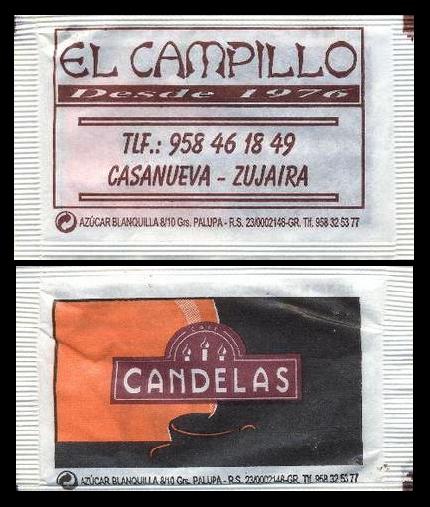 EL CAMPILLO
Desde 1976
TLF.: 958 46 18 49
CASANUEVA - ZUJAIRA
AZÚCAR BLANQUILLA 8/10 Grs. PALUPA - R.S. 23/0002146-GR. Tlf. 958 32 53 77
CAFÉ
CANDELAS
AZÚCAR BLANQUILLA 8/10 Grs. PALUPA - R.S. 23/0002146-GR. Tlf. 958 32 53 77